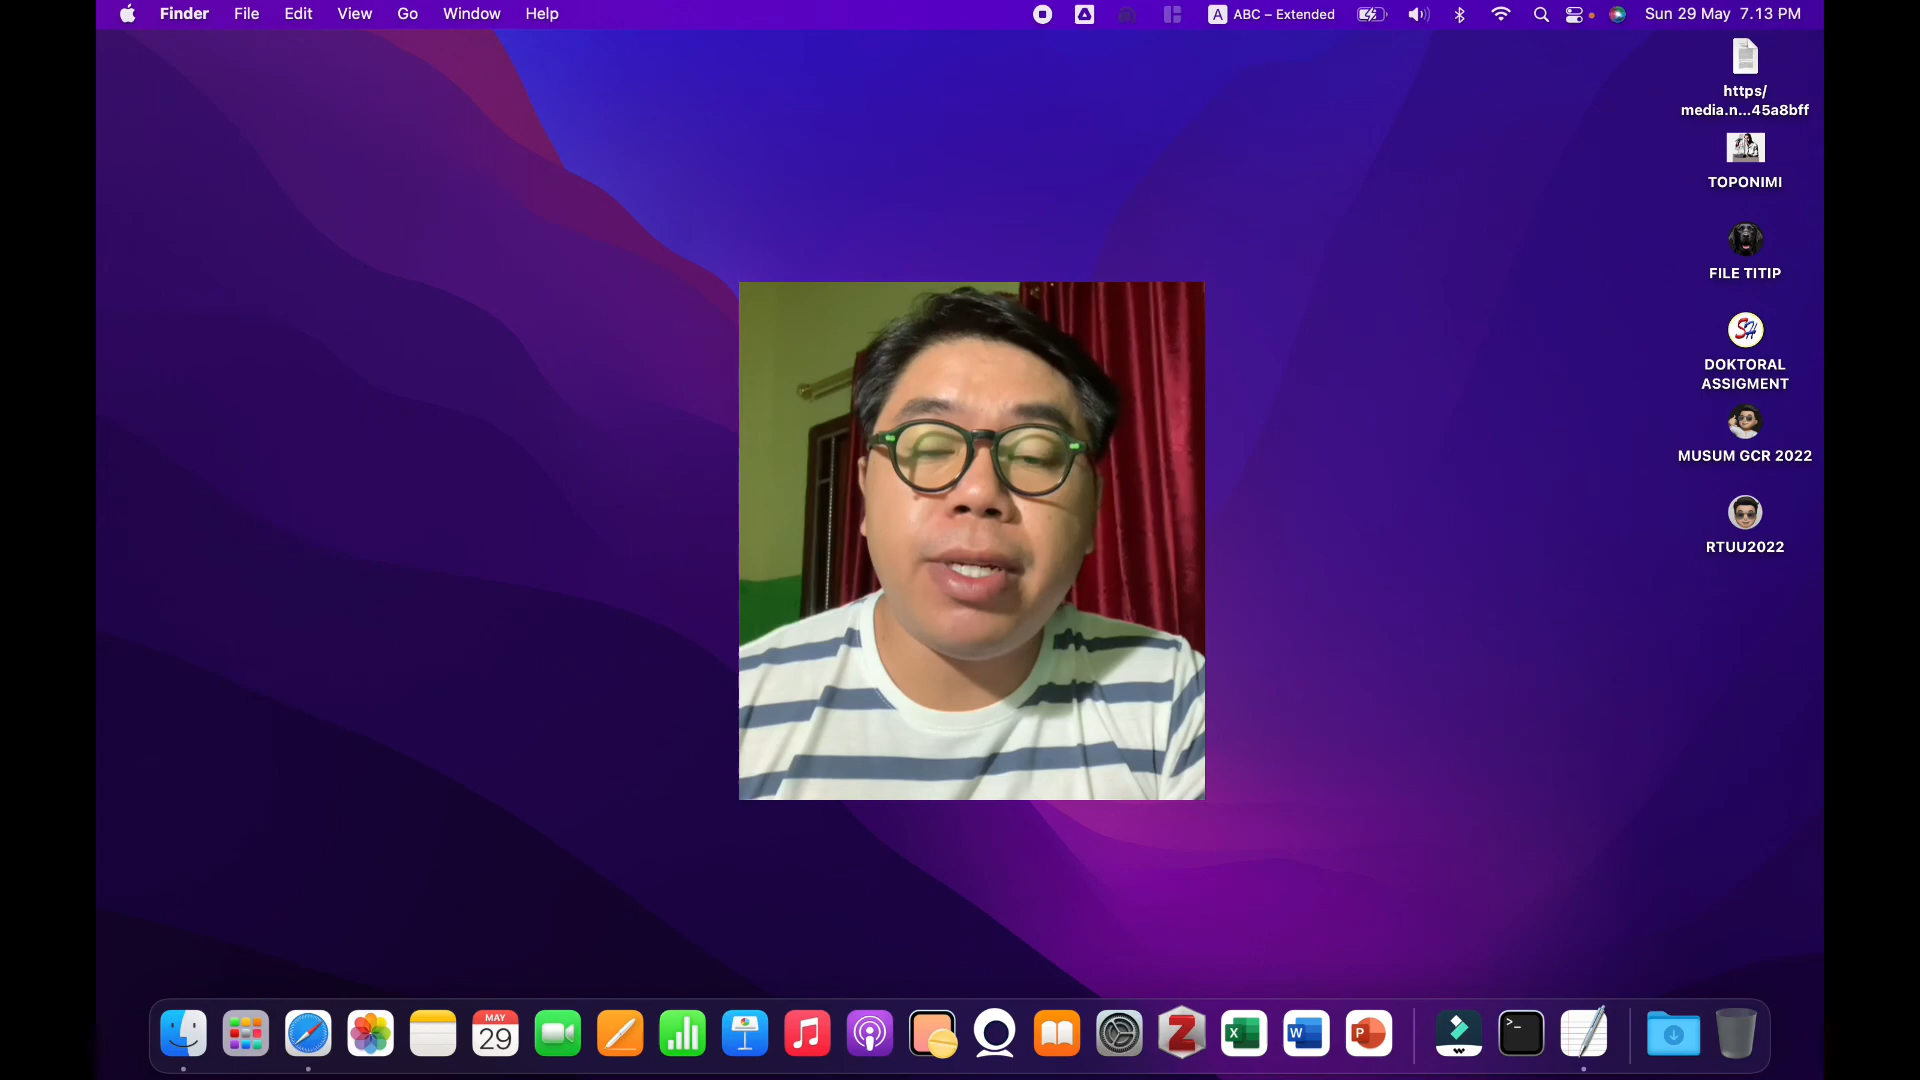 Finder File Edit View Go Window Help A ABC – Extended Sun 29 May 7.13 PM
https/
media.n...45a8bff
TOPONIMI
FILE TITIP
SH
DOKTORAL
ASSIGMENT
MUSUM GCR 2022
RTUU2022
MAY
29
Z
X
W
P
>_